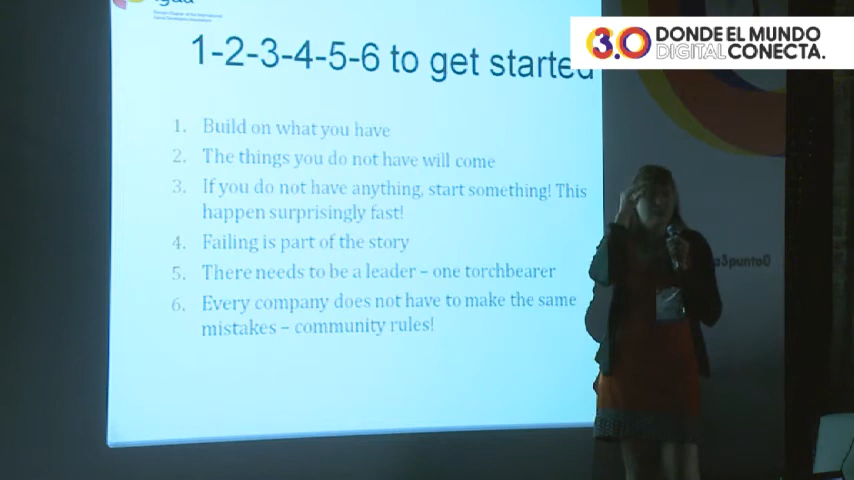 igda
3.0 DONDE EL MUNDO
DIGITAL CONECTA.
1-2-3-4-5-6 to get started
1. Build on what you have
2. The things you do not have will come
3. If you do not have anything, start something! This
happen surprisingly fast!
4. Failing is part of the story
5. There needs to be a leader – one torchbearer
6. Every company does not have to make the same
mistakes – community rules!
a3punto0